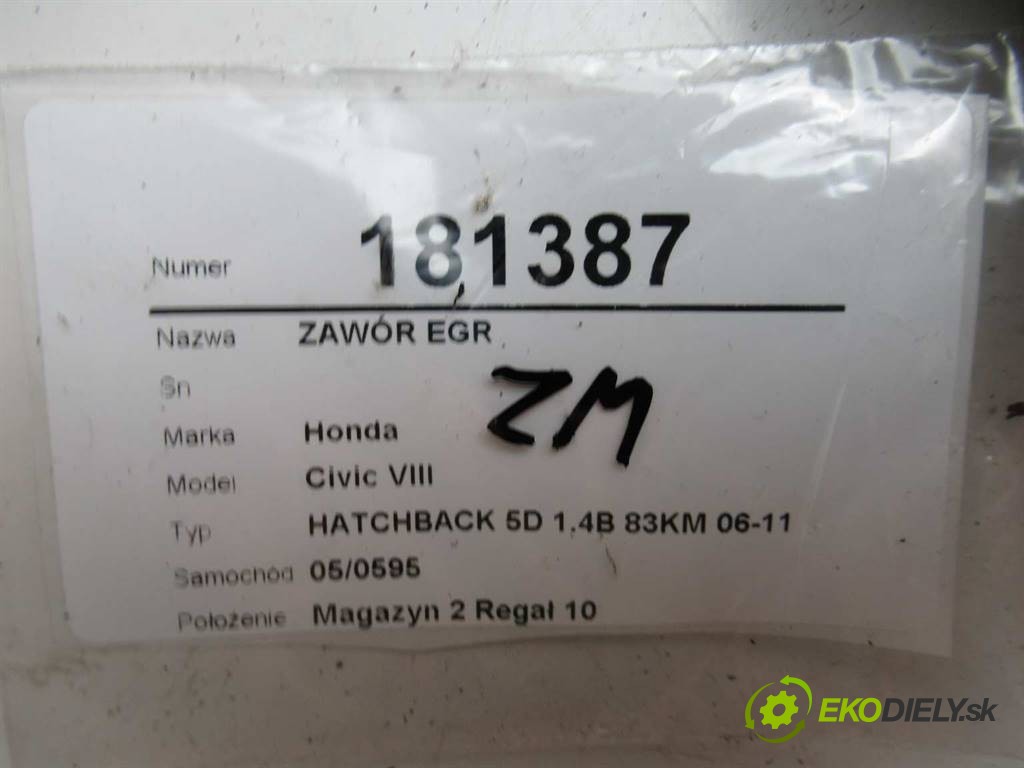 Numer 181387
Nazwa ZAWÓR EGR
Sn
ZM
Marka Honda
Model Civic VIII
Typ HATCHBACK 5D 1.4B 83KM 06-11
Samochód 05/0595
Położenie Magazyn 2 Regał 10
EKODIELY.sk